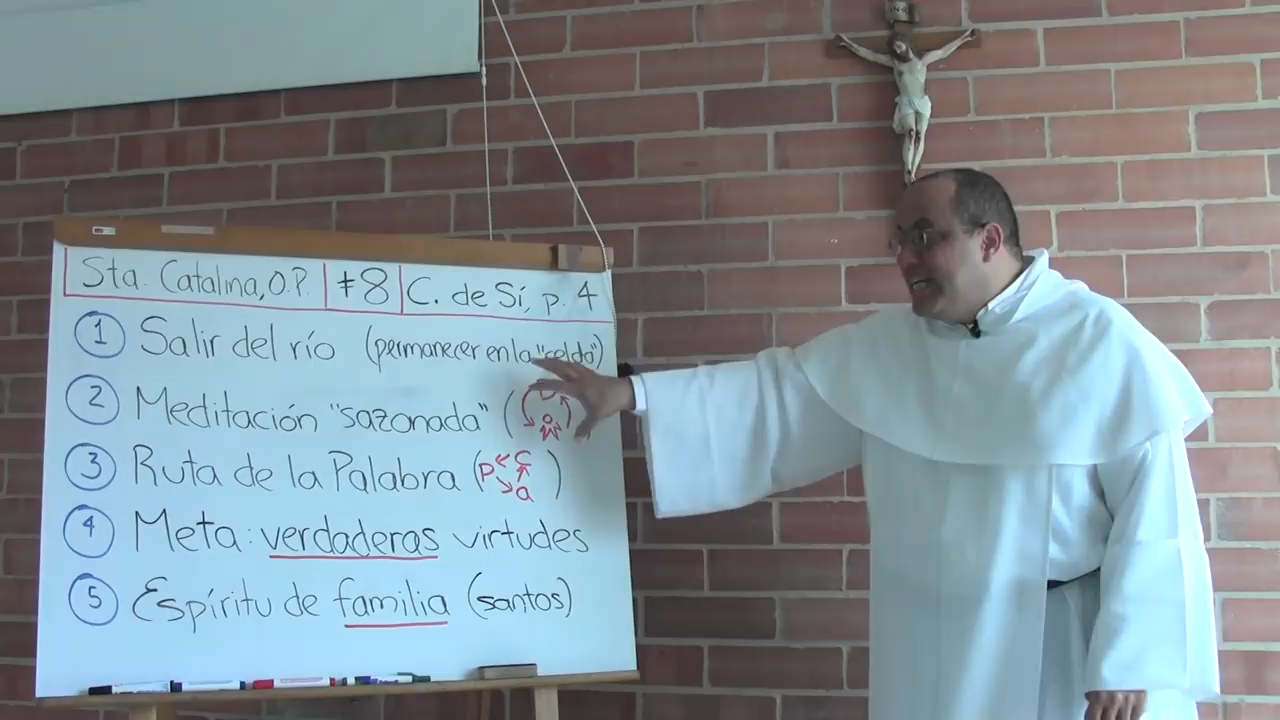 Sta. Catalina, O.P. #8 C. de Sí, p. 4
1 Salir del río (permanecer en la "celda")
2 Meditación "sazonada" (
3 Ruta de la Palabra (p c a)
4 Meta: verdaderas virtudes
5 Espíritu de familia (santos)